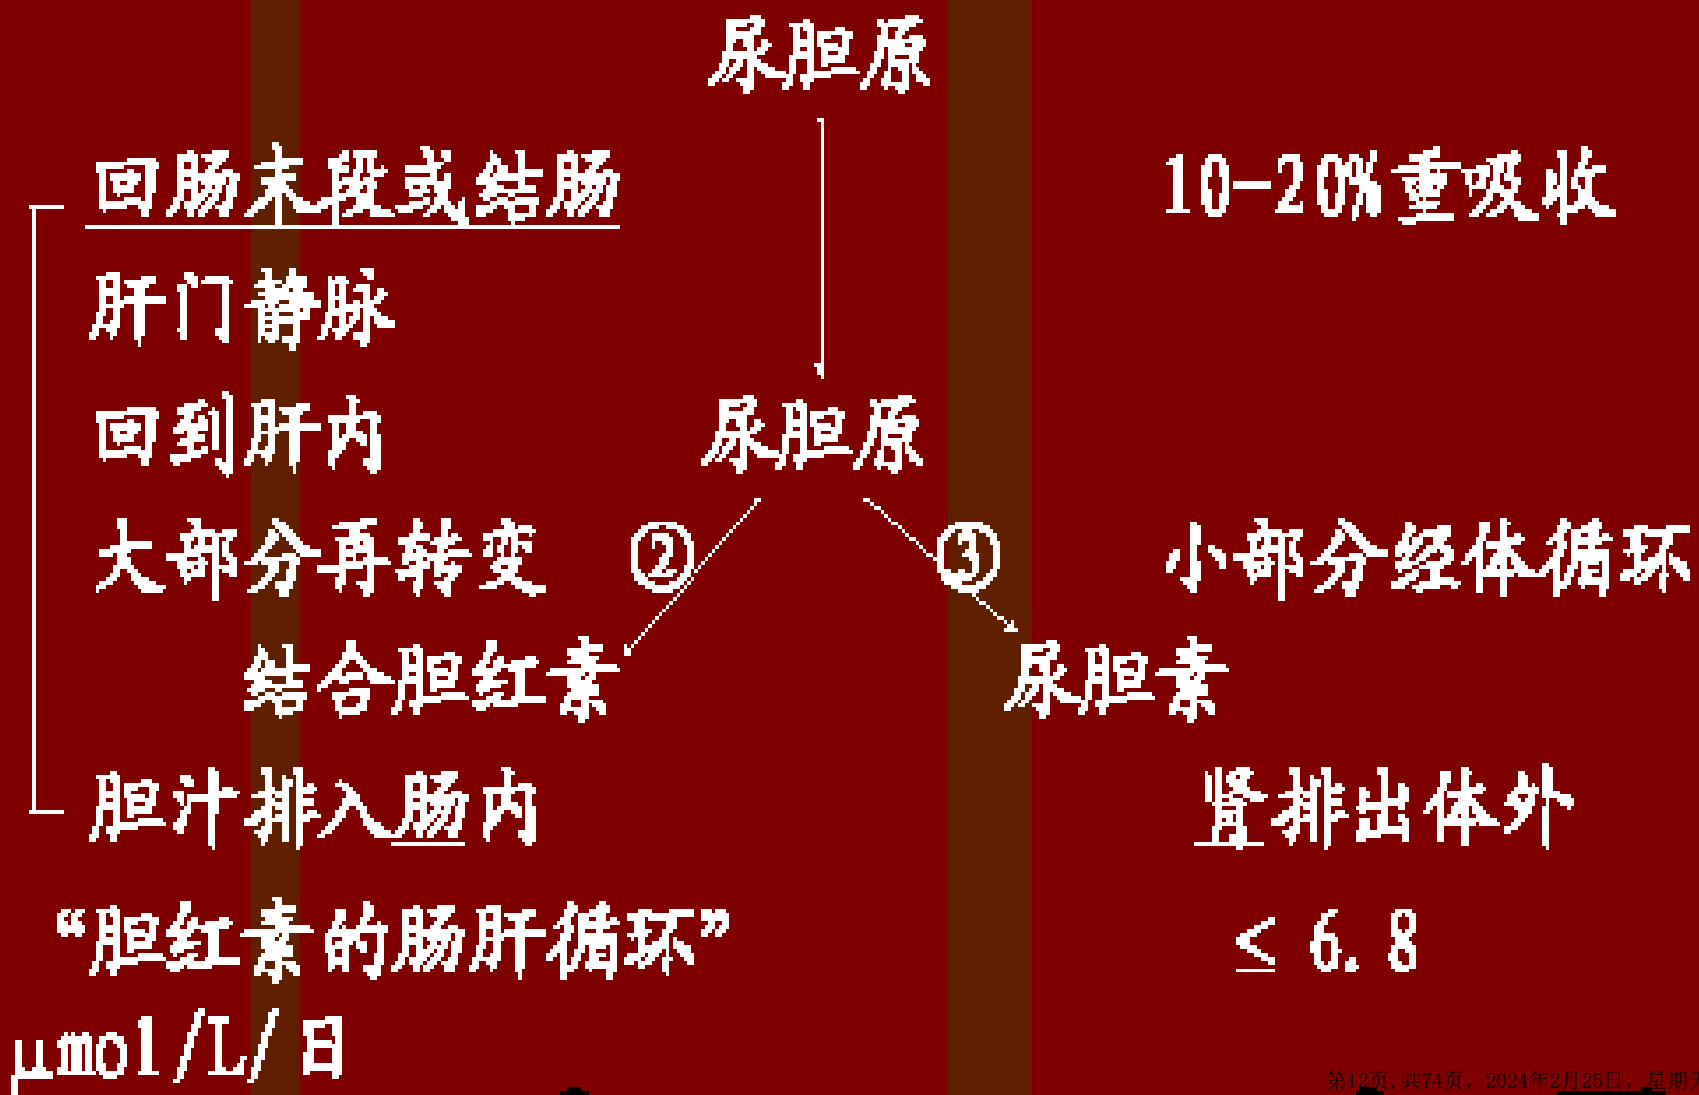 尿胆原
回肠末段或结肠 10-20%重吸收
肝门静脉
回到肝内 尿胆原
大部分再转变 ② ③ 小部分经体循环
结合胆红素 尿胆素
胆汁排入肠内 肾排出体外
“胆红素的肠肝循环” ≤ 6.8
μmol/L/日
第12页,共74页，2024年2月25日，星期天